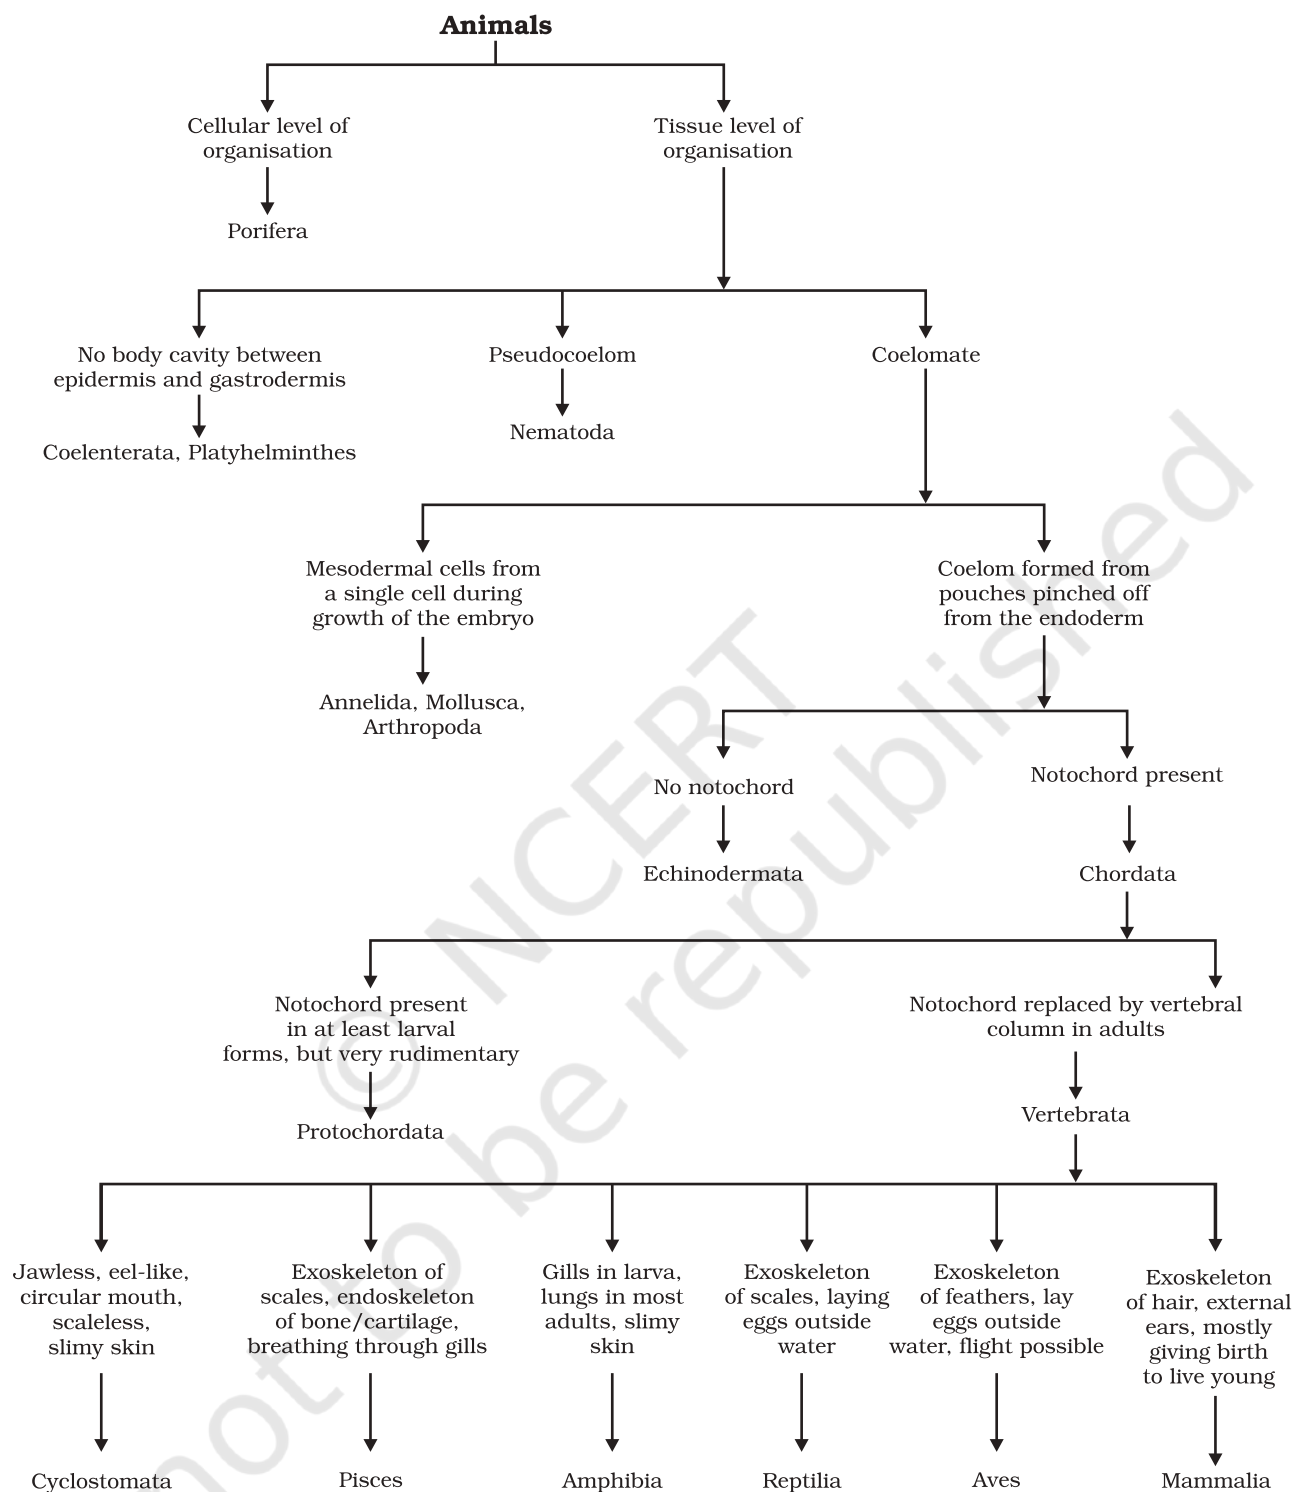 Animals
Cellular level of
organisation
Tissue level of
organisation
Porifera
No body cavity between
epidermis and gastrodermis
Pseudocoelom
Coelomate
Coelenterata, Platyhelminthes
Nematoda
Mesodermal cells from
a single cell during
growth of the embryo
Coelom formed from
pouches pinched off
from the endoderm
Annelida, Mollusca,
Arthropoda
No notochord
Notochord present
Echinodermata
Chordata
Notochord present
in at least larval
forms, but very rudimentary
Notochord replaced by vertebral
column in adults
Protochordata
Vertebrata
Jawless, eel-like,
circular mouth,
scaleless,
slimy skin
Exoskeleton of
scales, endoskeleton
of bone/cartilage,
breathing through gills
Gills in larva,
lungs in most
adults, slimy
skin
Exoskeleton
of scales, laying
eggs outside
water
Exoskeleton
of feathers, lay
eggs outside
water, flight possible
Exoskeleton
of hair, external
ears, mostly
giving birth
to live young
Cyclostomata
Pisces
Amphibia
Reptilia
Aves
Mammalia
© NCERT
not to be republished